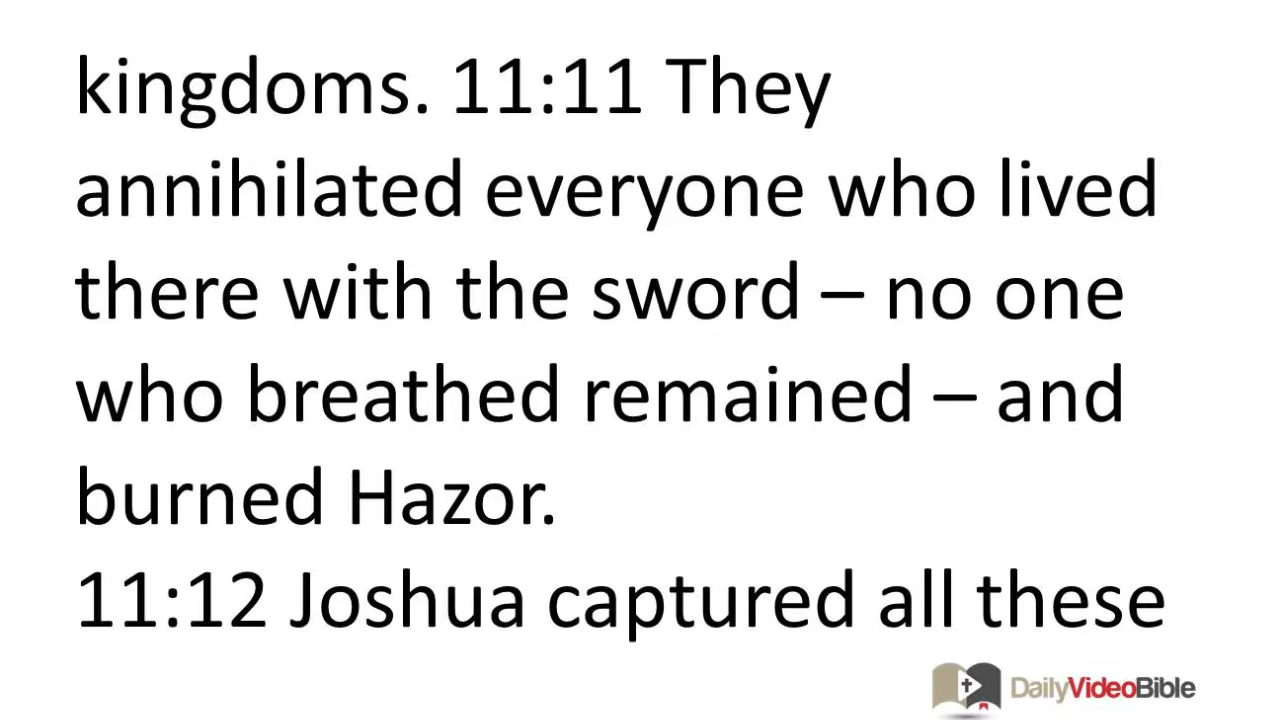 kingdoms. 11:11 They
annihilated everyone who lived
there with the sword – no one
who breathed remained – and
burned Hazor.
11:12 Joshua captured all these
DailyVideoBible